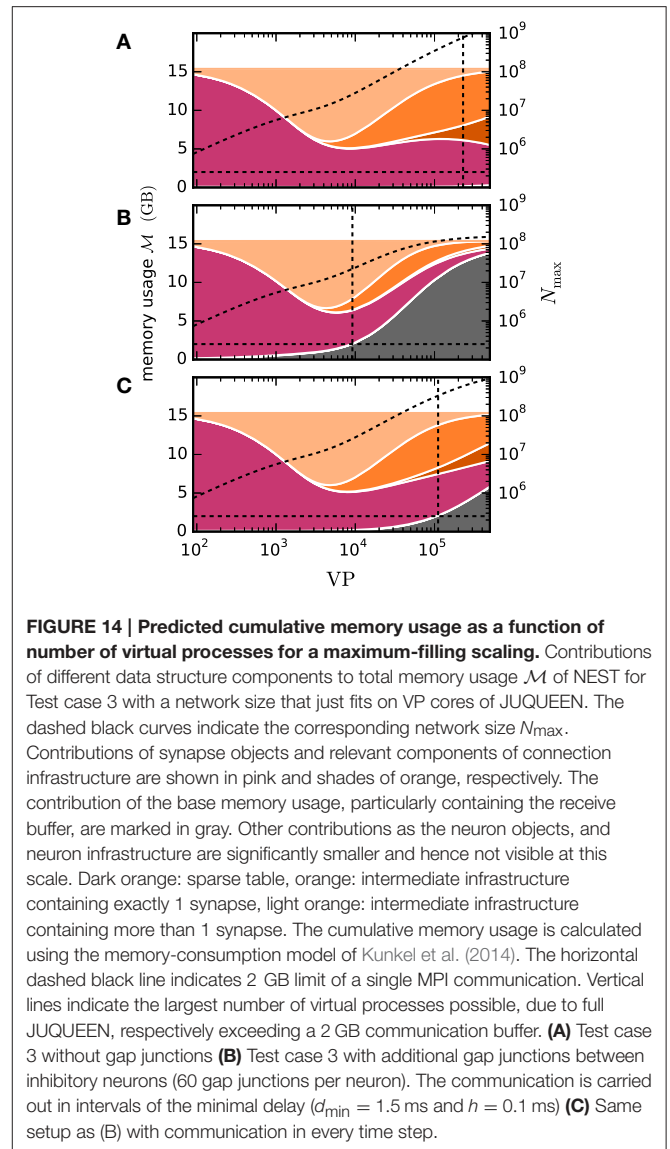 A
15
10
5
0
10^9
10^8
10^7
10^6
B
15
10
5
0
10^9
10^8
10^7
10^6
memory usage ℳ (GB)
N_max
C
15
10
5
0
10^9
10^8
10^7
10^6
10^2 10^3 10^4 10^5
VP
FIGURE 14 | Predicted cumulative memory usage as a function of
number of virtual processes for a maximum-filling scaling. Contributions
of different data structure components to total memory usage ℳ of NEST for
Test case 3 with a network size that just fits on VP cores of JUQUEEN. The
dashed black curves indicate the corresponding network size N_max.
Contributions of synapse objects and relevant components of connection
infrastructure are shown in pink and shades of orange, respectively. The
contribution of the base memory usage, particularly containing the receive
buffer, are marked in gray. Other contributions as the neuron objects, and
neuron infrastructure are significantly smaller and hence not visible at this
scale. Dark orange: sparse table, orange: intermediate infrastructure
containing exactly 1 synapse, light orange: intermediate infrastructure
containing more than 1 synapse. The cumulative memory usage is calculated
using the memory-consumption model of Kunkel et al. (2014). The horizontal
dashed black line indicates 2 GB limit of a single MPI communication. Vertical
lines indicate the largest number of virtual processes possible, due to full
JUQUEEN, respectively exceeding a 2 GB communication buffer. (A) Test case
3 without gap junctions (B) Test case 3 with additional gap junctions between
inhibitory neurons (60 gap junctions per neuron). The communication is carried
out in intervals of the minimal delay (d_min = 1.5 ms and h = 0.1 ms) (C) Same
setup as (B) with communication in every time step.